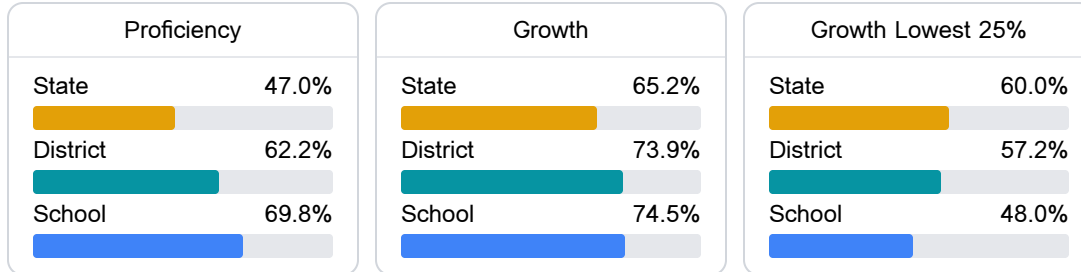 Proficiency
State 47.0%
District 62.2%
School 69.8%
Growth
State 65.2%
District 73.9%
School 74.5%
Growth Lowest 25%
State 60.0%
District 57.2%
School 48.0%